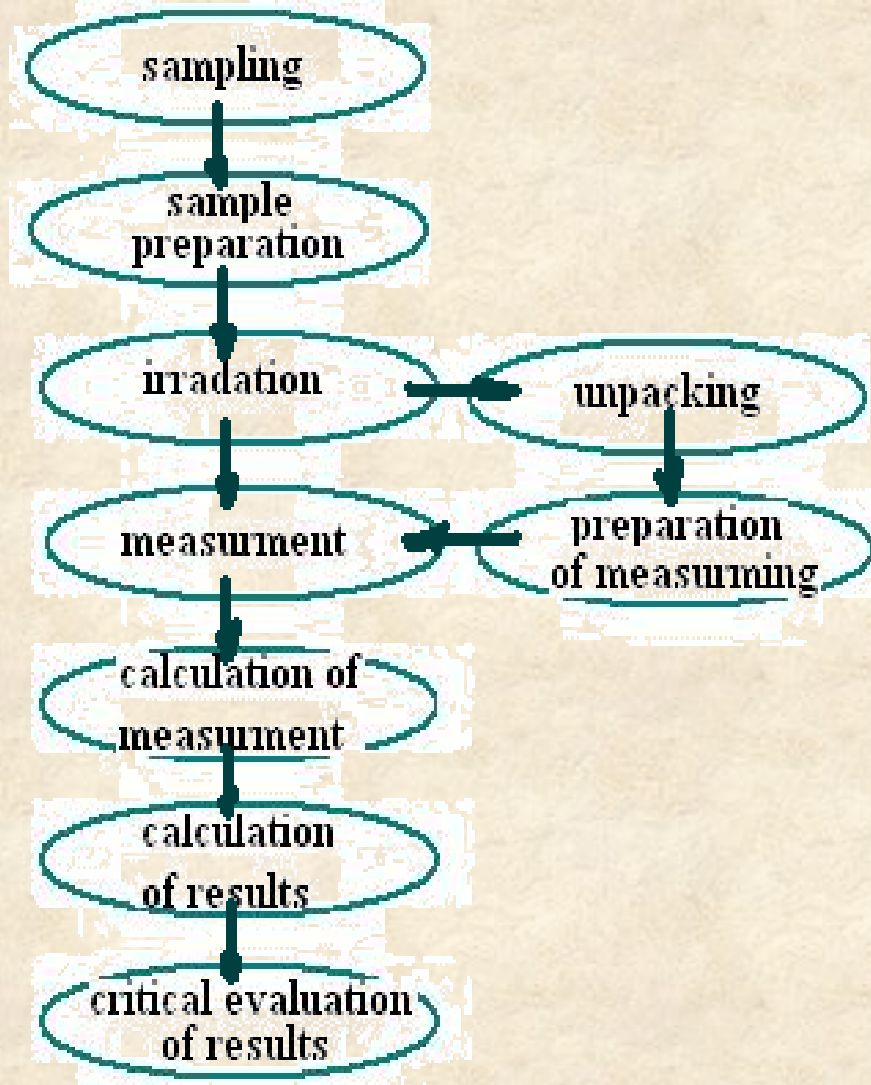 sampling
sample
preparation
irradation
unpacking
measurment
preparation
of measurming
calculation of
measurment
calculation
of results
critical evaluation
of results